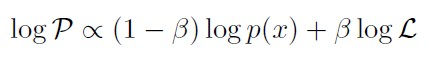 log 𝒫 ∝ (1 − β) log p(x) + β log ℒ